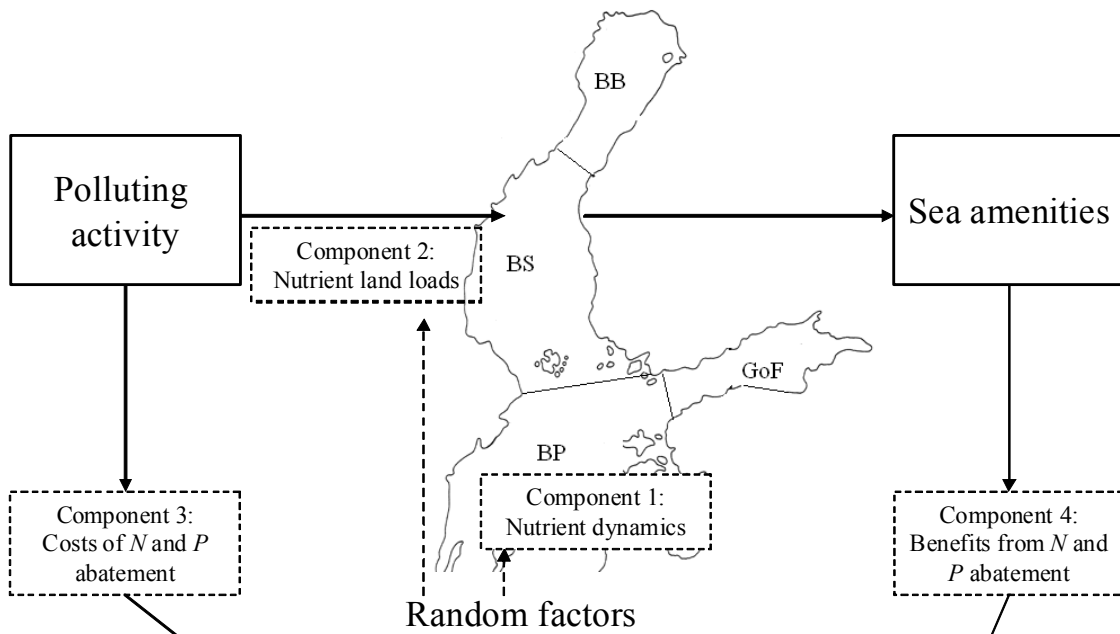 BB
Polluting
activity
Sea amenities
Component 2:
Nutrient land loads
BS
GoF
BP
Component 1:
Nutrient dynamics
Component 3:
Costs of N and P
abatement
Component 4:
Benefits from N and
P abatement
Random factors